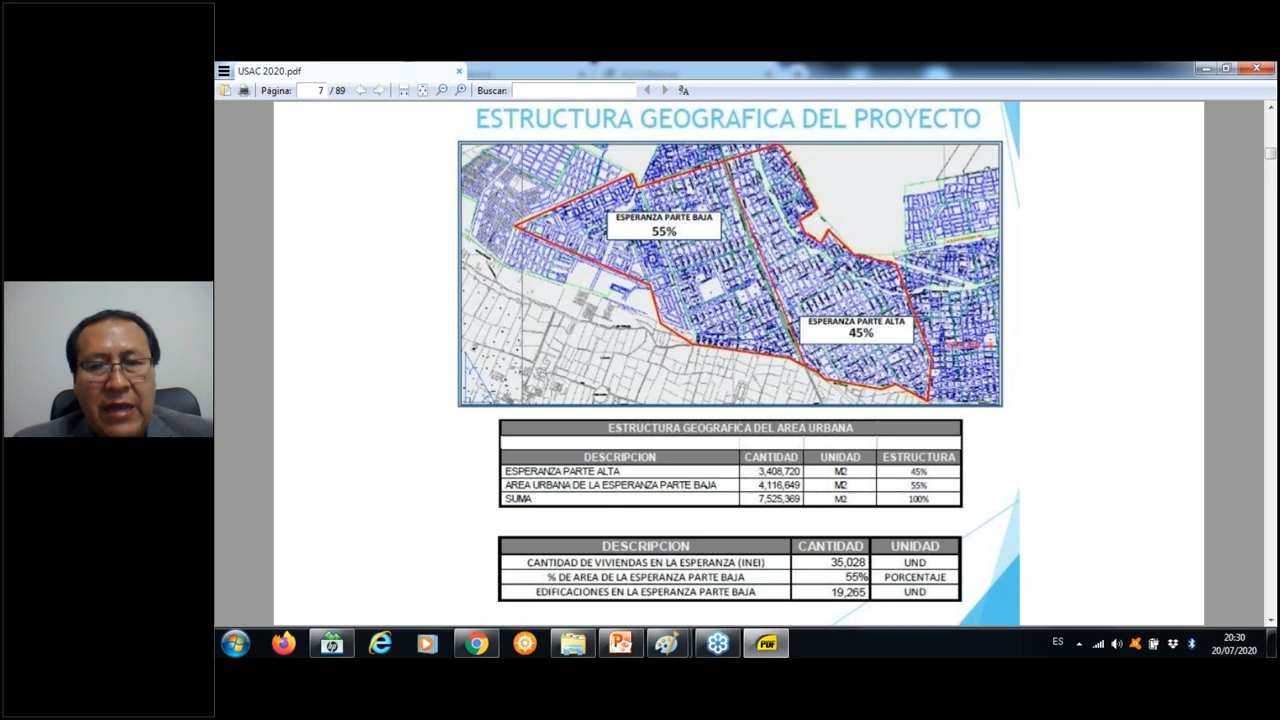 USAC 2020.pdf
Página: 7 / 89 Buscar:
ESTRUCTURA GEOGRAFICA DEL PROYECTO
ESPERANZA PARTE BAJA
55%
ESPERANZA PARTE ALTA
45%
ESTRUCTURA GEOGRAFICA DEL AREA URBANA
DESCRIPCION CANTIDAD UNIDAD ESTRUCTURA
ESPERANZA PARTE ALTA 3,408,720 M2 45%
AREA URBANA DE LA ESPERANZA PARTE BAJA 4,116,649 M2 55%
SUMA 7,525,369 M2 100%
DESCRIPCION CANTIDAD UNIDAD
CANTIDAD DE VIVIENDAS EN LA ESPERANZA (INEI) 35,028 UND
% DE AREA DE LA ESPERANZA PARTE BAJA 55% PORCENTAJE
EDIFICACIONES EN LA ESPERANZA PARTE BAJA 19,265 UND
PDF
ES 20:30
20/07/2020